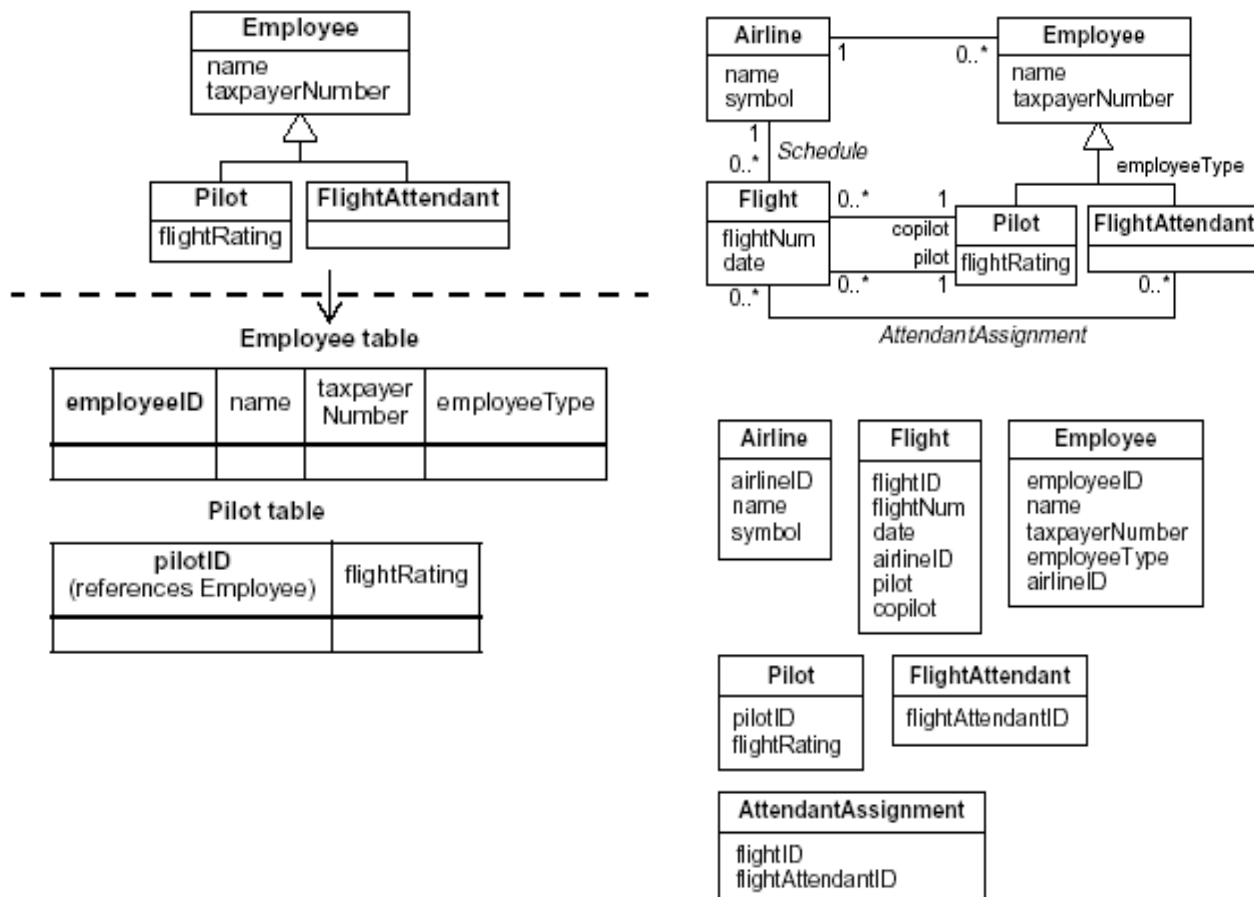 Employee
name
taxpayerNumber
Pilot
flightRating
FlightAttendant
Employee table
employeeID
name
taxpayer
Number
employeeType
Pilot table
pilotID
(references Employee)
flightRating
Airline
name
symbol
1
0..*
Employee
name
taxpayerNumber
1
0..*
Schedule
employeeType
Flight
flightNum
date
0..*
1
copilot
pilot
0..*
1
Pilot
flightRating
FlightAttendant
0..*
0..*
AttendantAssignment
Airline
airlineID
name
symbol
Flight
flightID
flightNum
date
airlineID
pilot
copilot
Employee
employeeID
name
taxpayerNumber
employeeType
airlineID
Pilot
pilotID
flightRating
FlightAttendant
flightAttendantID
AttendantAssignment
flightID
flightAttendantID